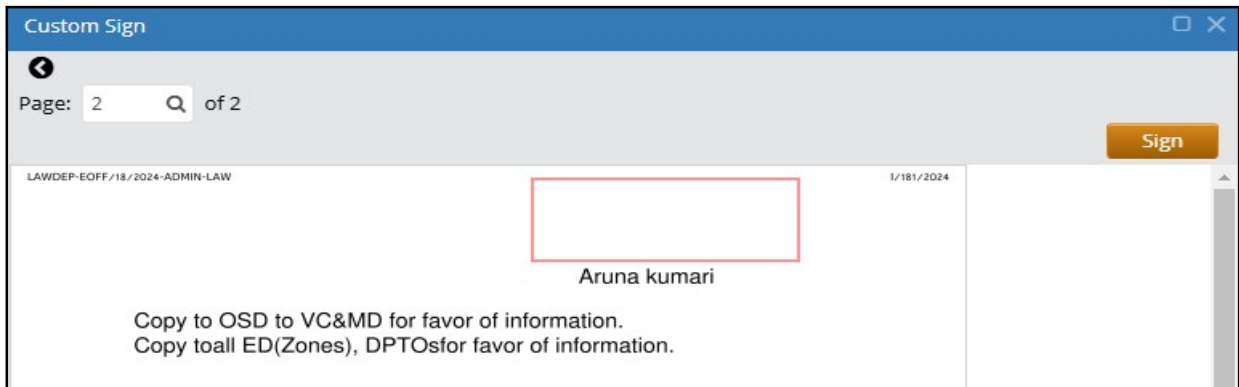 Custom Sign
Page: 2 of 2
Sign
LAWDEP-EOFF/18/2024-ADMIN-LAW I/181/2024
Aruna kumari
Copy to OSD to VC&MD for favor of information.
Copy toall ED(Zones), DPTOsfor favor of information.